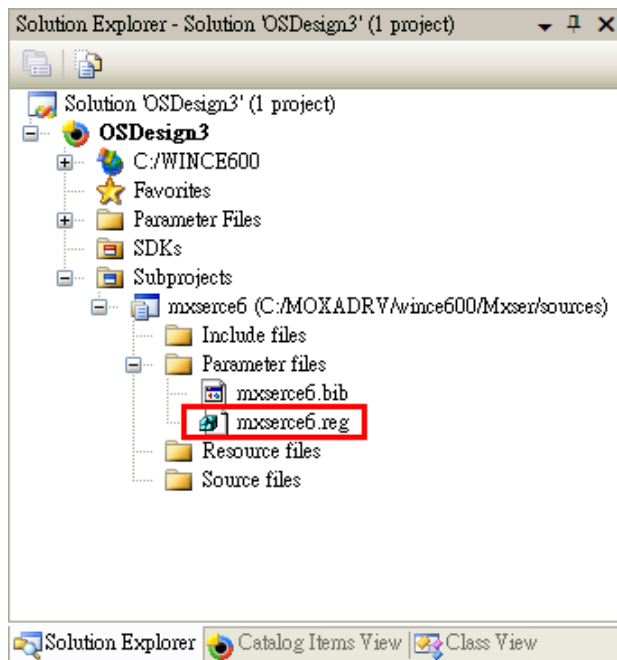 Solution Explorer - Solution 'OSDesign3' (1 project)
Solution 'OSDesign3' (1 project)
OSDesign3
C:/WINCE600
Favorites
Parameter Files
SDKs
Subprojects
mxserce6 (C:/MOXADRV/wince600/Mxser/sources)
Include files
Parameter files
mxserce6.bib
mxserce6.reg
Resource files
Source files
Solution Explorer Catalog Items View Class View